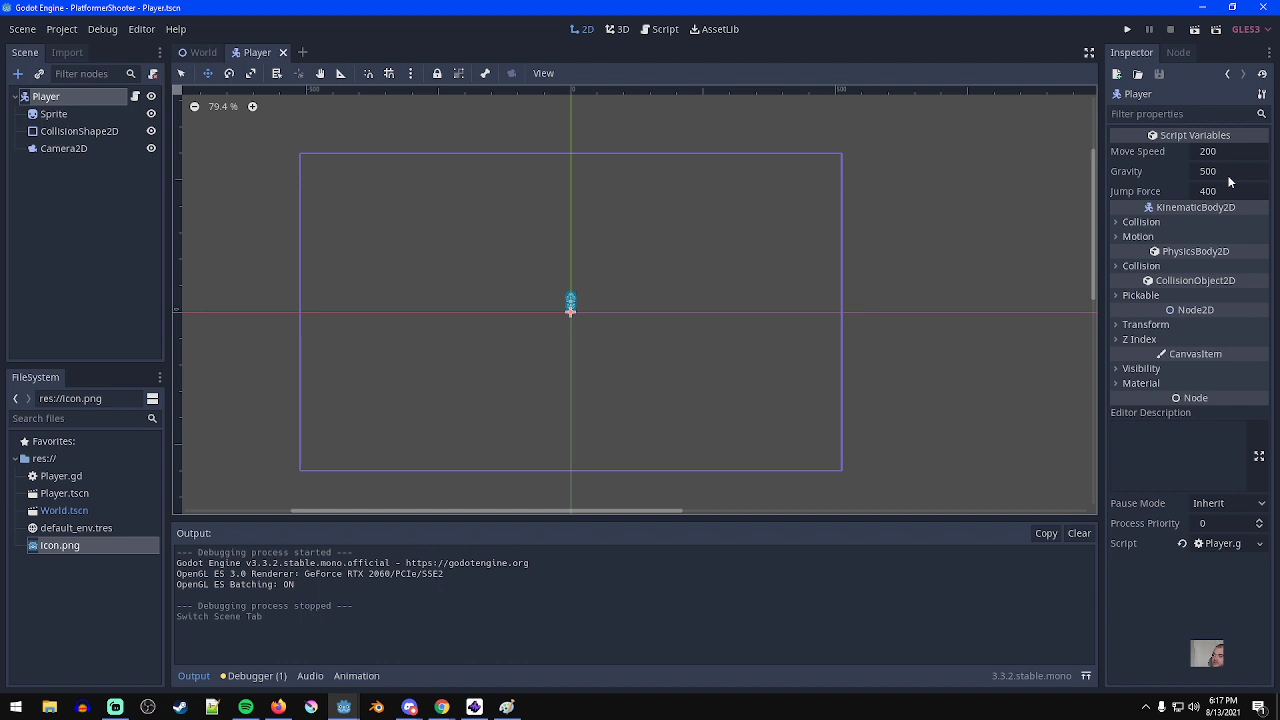 Godot Engine - PlatformerShooter - Player.tscn
Scene Project Debug Editor Help
2D 3D Script AssetLib
GLES3
Scene Import
World Player
Inspector Node
Filter nodes
View
Player
Sprite
CollisionShape2D
Camera2D
79.4 %
-500 0 500
Player
Filter properties
Script Variables
Move Speed 200
Gravity 500
Jump Force 400
KinematicBody2D
Collision
Motion
PhysicsBody2D
Collision
CollisionObject2D
Pickable
Node2D
Transform
Z Index
CanvasItem
Visibility
Material
Node
Editor Description
Pause Mode Inherit
Process Priority 0
Script Player.g
FileSystem
res://icon.png
Search files
Favorites:
res://
Player.gd
Player.tscn
World.tscn
default_env.tres
icon.png
Output:
Copy Clear
--- Debugging process started ---
Godot Engine v3.3.2.stable.mono.official - https://godotengine.org
OpenGL ES 3.0 Renderer: GeForce RTX 2060/PCIe/SSE2
OpenGL ES Batching: ON
--- Debugging process stopped ---
Switch Scene Tab
Output Debugger (1) Audio Animation
3.3.2.stable.mono
6:17 PM
8/13/2021